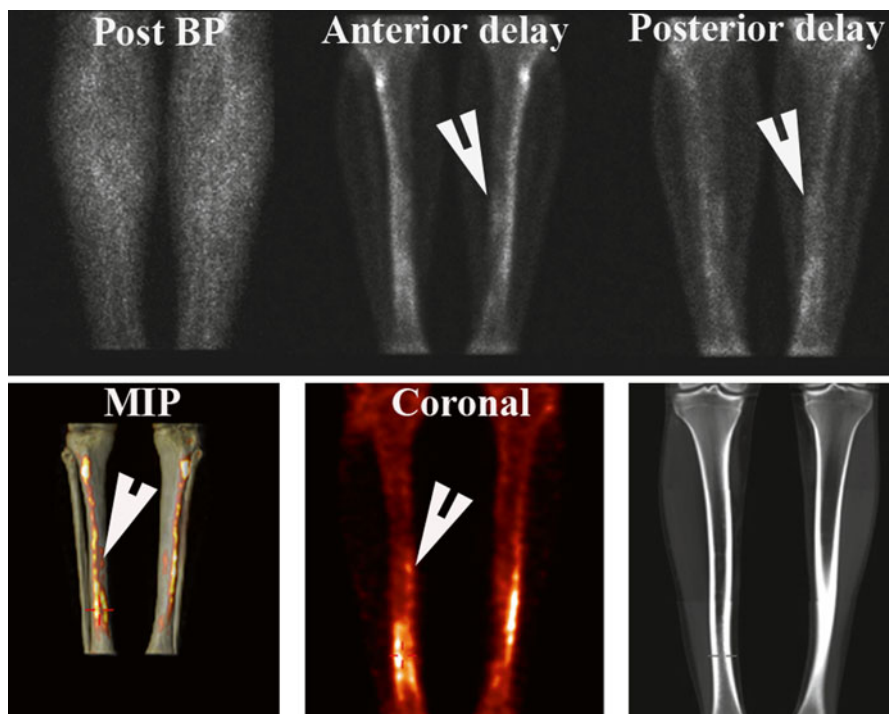 Post BP
Anterior delay
Posterior delay
MIP
Coronal